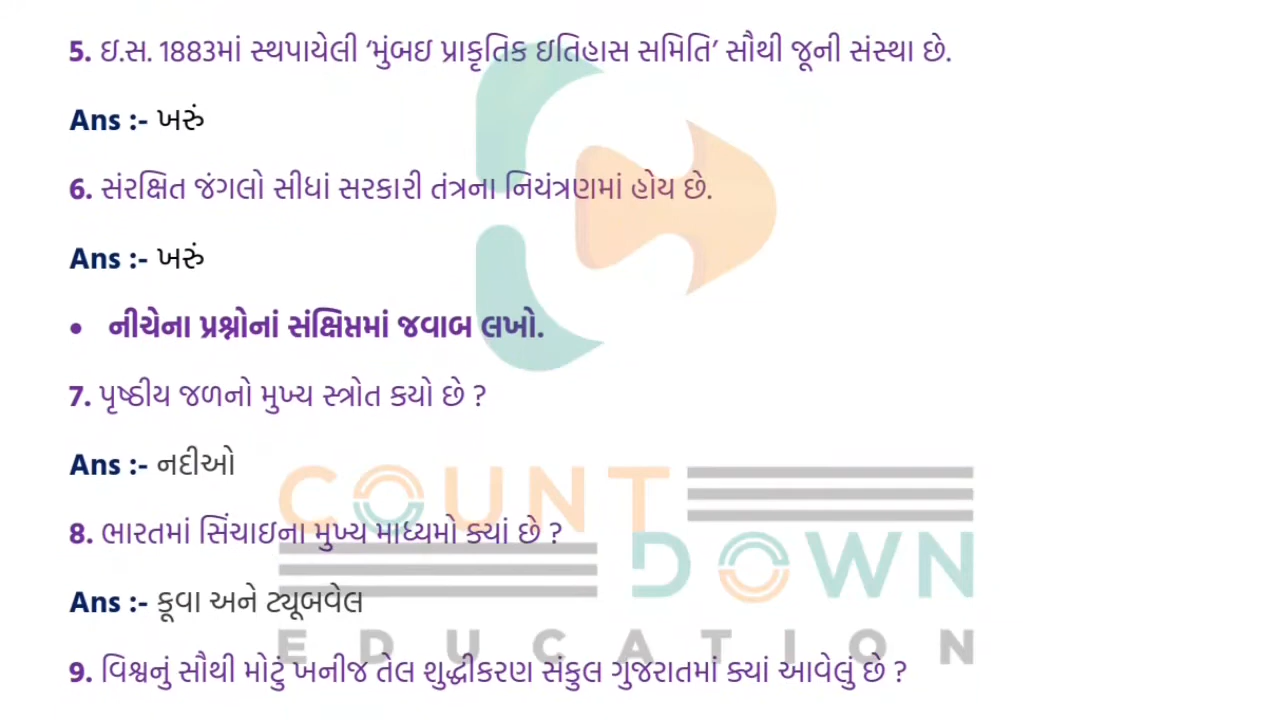 5. ઇ.સ. 1883માં સ્થપાયેલી ‘મુંબઇ પ્રાકૃતિક ઇતિહાસ સમિતિ’ સૌથી જૂની સંસ્થા છે.
Ans :- ખરું
6. સંરક્ષિત જંગલો સીધાં સરકારી તંત્રના નિયંત્રણમાં હોય છે.
Ans :- ખરું
• નીચેના પ્રશ્નોનાં સંક્ષિપ્તમાં જવાબ લખો.
7. પૃષ્ઠીય જળનો મુખ્ય સ્ત્રોત કયો છે ?
Ans :- નદીઓ
COUNT
8. ભારતમાં સિંચાઇના મુખ્ય માધ્યમો ક્યાં છે ?
DOWN
Ans :- કૂવા અને ટ્યૂબવેલ
EDUCATION
9. વિશ્વનું સૌથી મોટું ખનીજ તેલ શુદ્ધીકરણ સંકુલ ગુજરાતમાં ક્યાં આવેલું છે ?